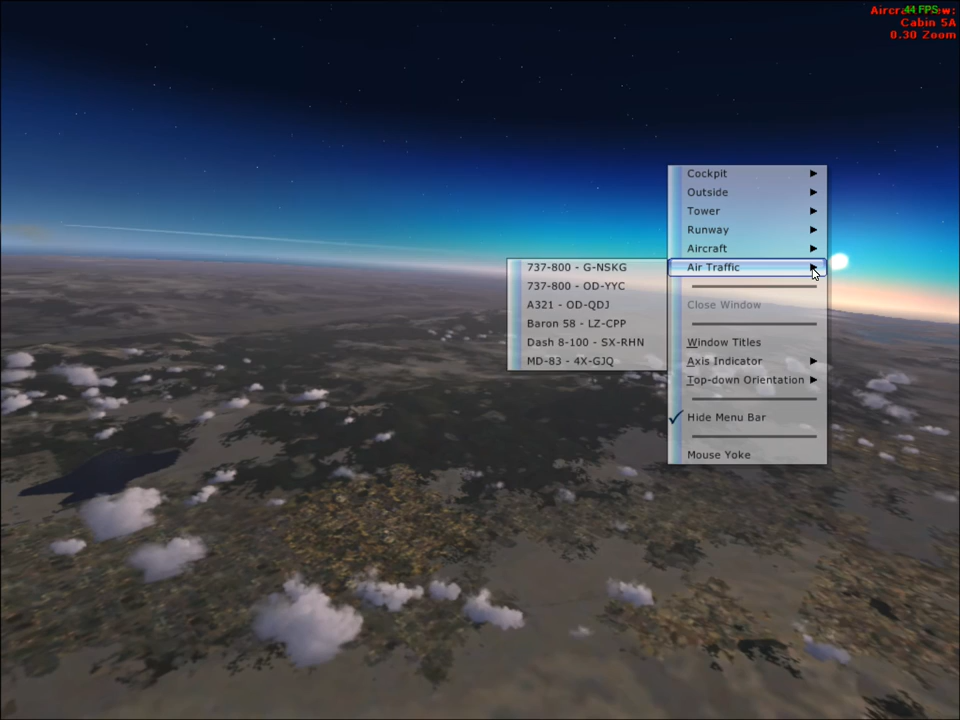 Aircraft View:
44 FPS
Cabin 5A
0.30 Zoom
Cockpit
Outside
Tower
Runway
Aircraft
Air Traffic
737-800 - G-NSKG
737-800 - OD-YYC
A321 - OD-QDJ
Baron 58 - LZ-CPP
Dash 8-100 - SX-RHN
MD-83 - 4X-GJQ
Close Window
Window Titles
Axis Indicator
Top-down Orientation
Hide Menu Bar
Mouse Yoke